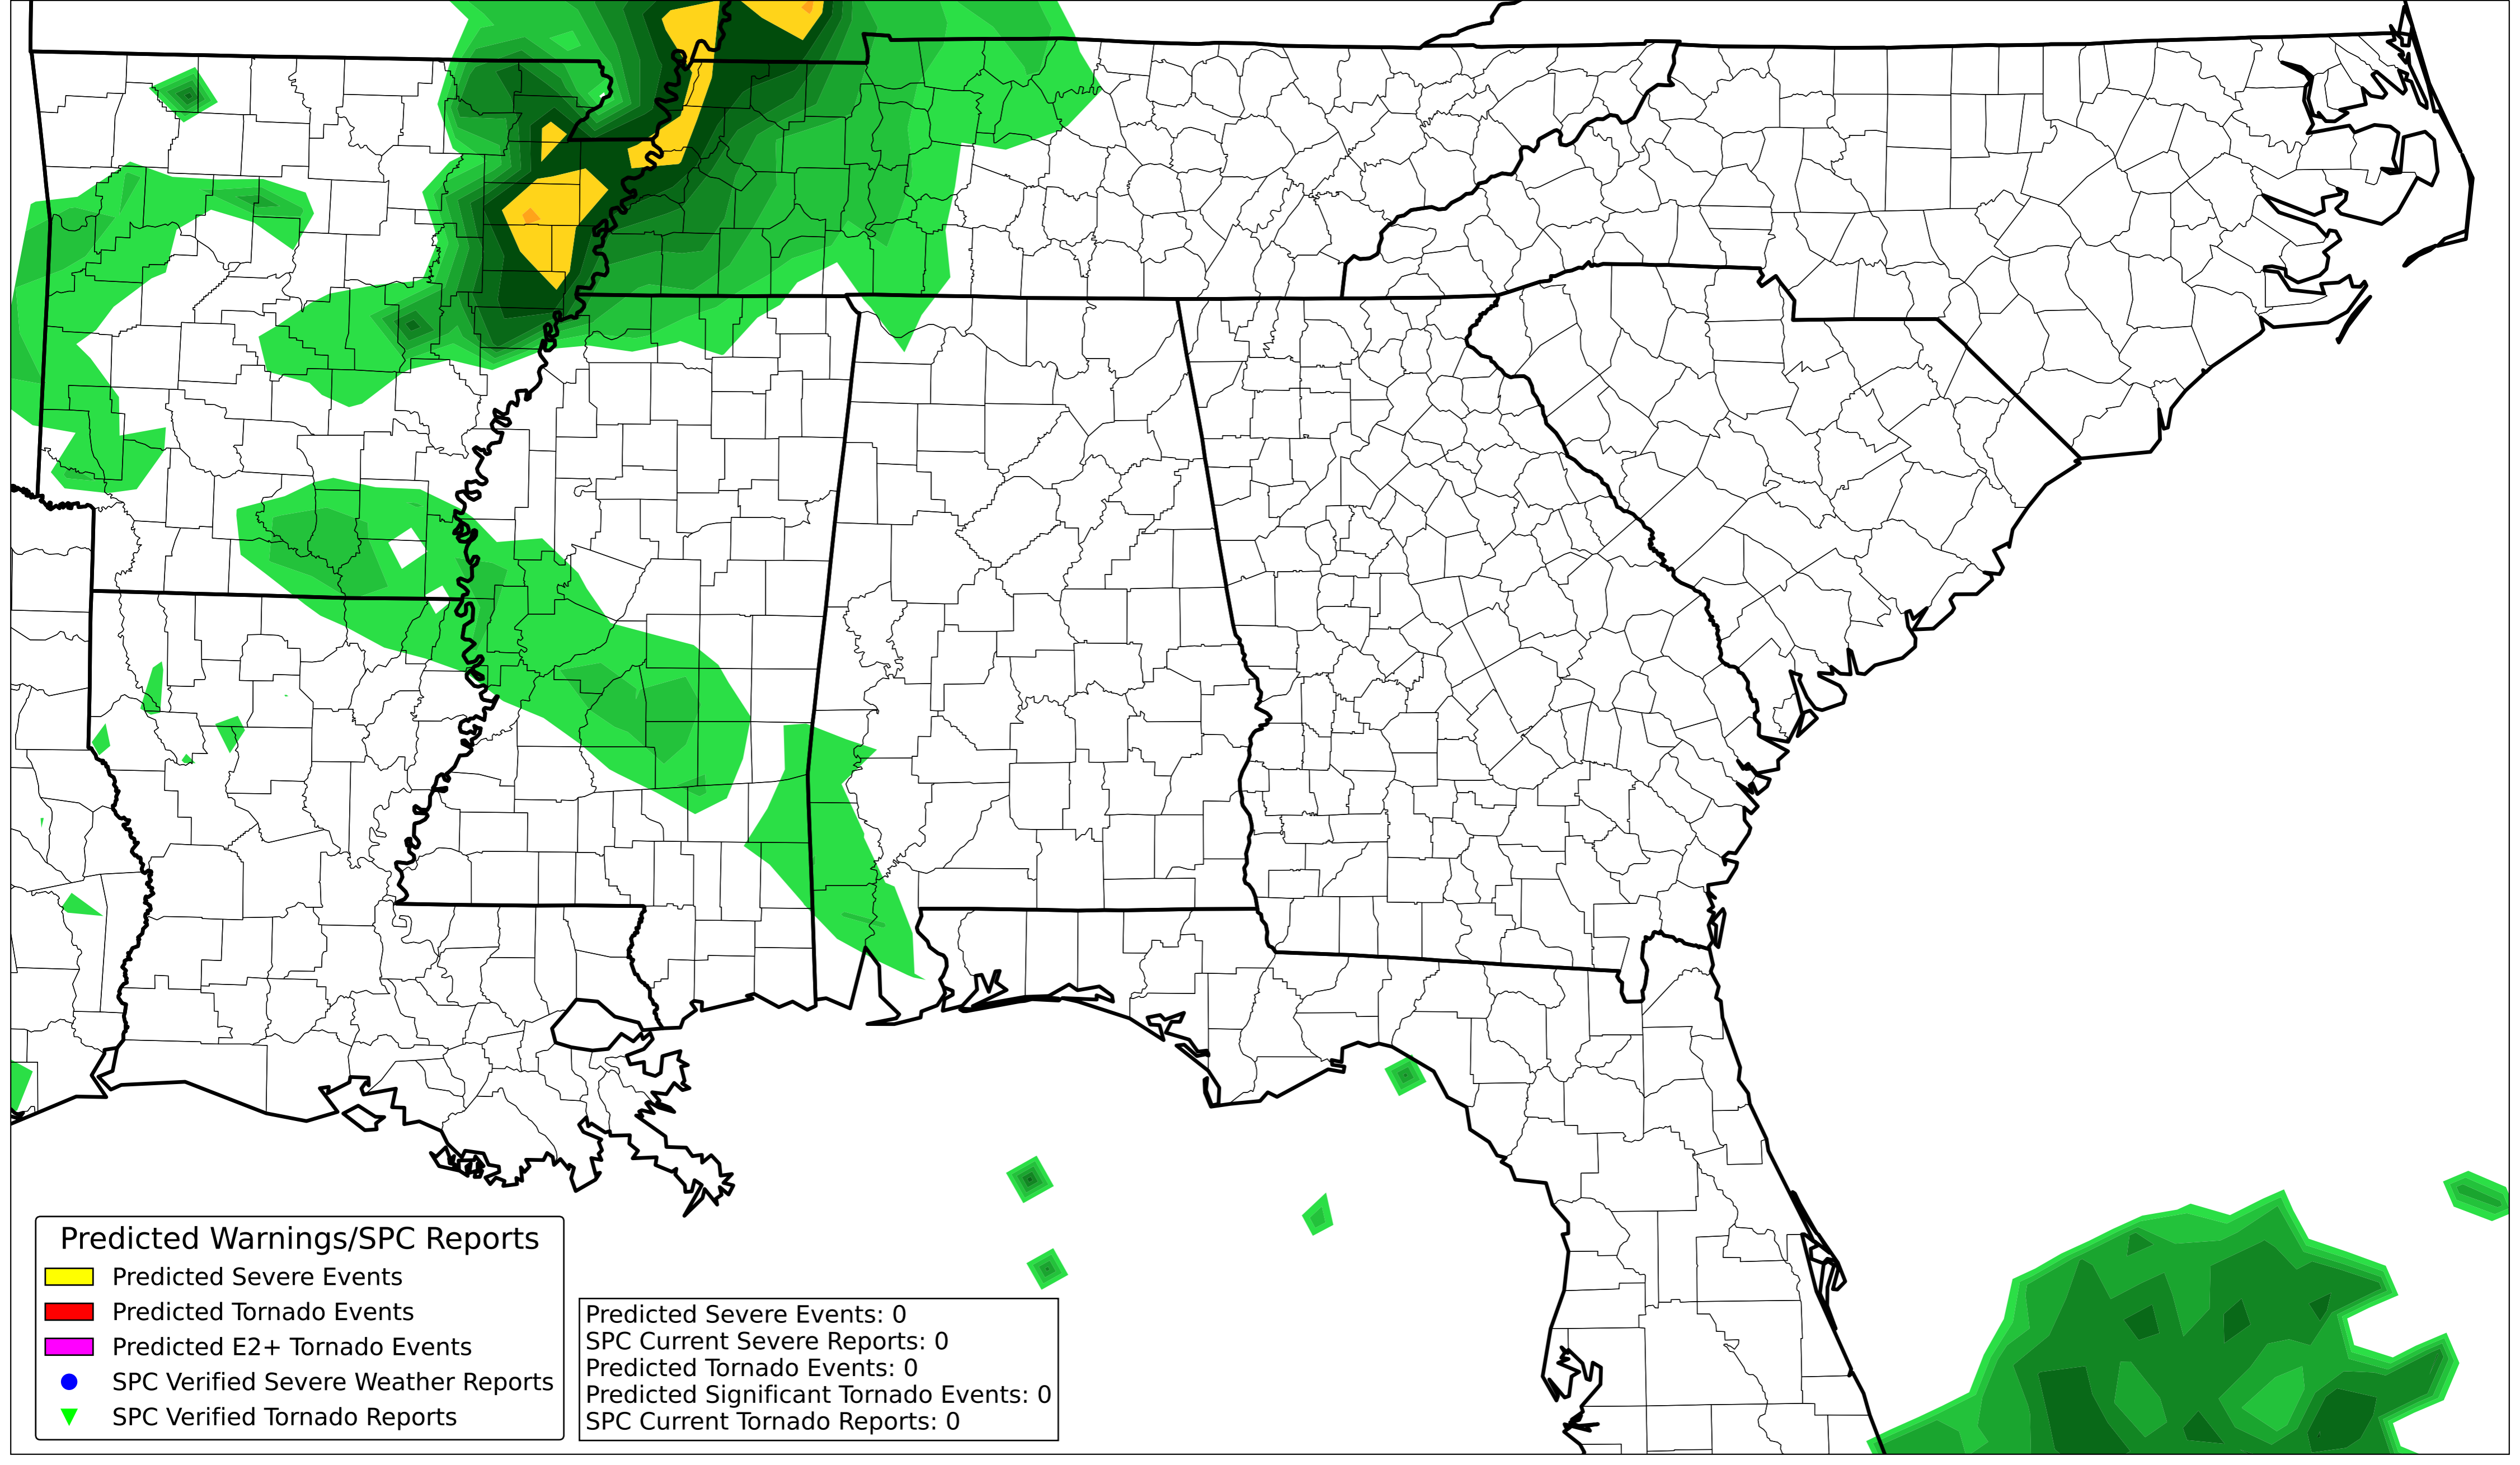 Predicted Warnings/SPC Reports
Predicted Severe Events
Predicted Tornado Events
Predicted E2+ Tornado Events
SPC Verified Severe Weather Reports
SPC Verified Tornado Reports
Predicted Severe Events: 0
SPC Current Severe Reports: 0
Predicted Tornado Events: 0
Predicted Significant Tornado Events: 0
SPC Current Tornado Reports: 0